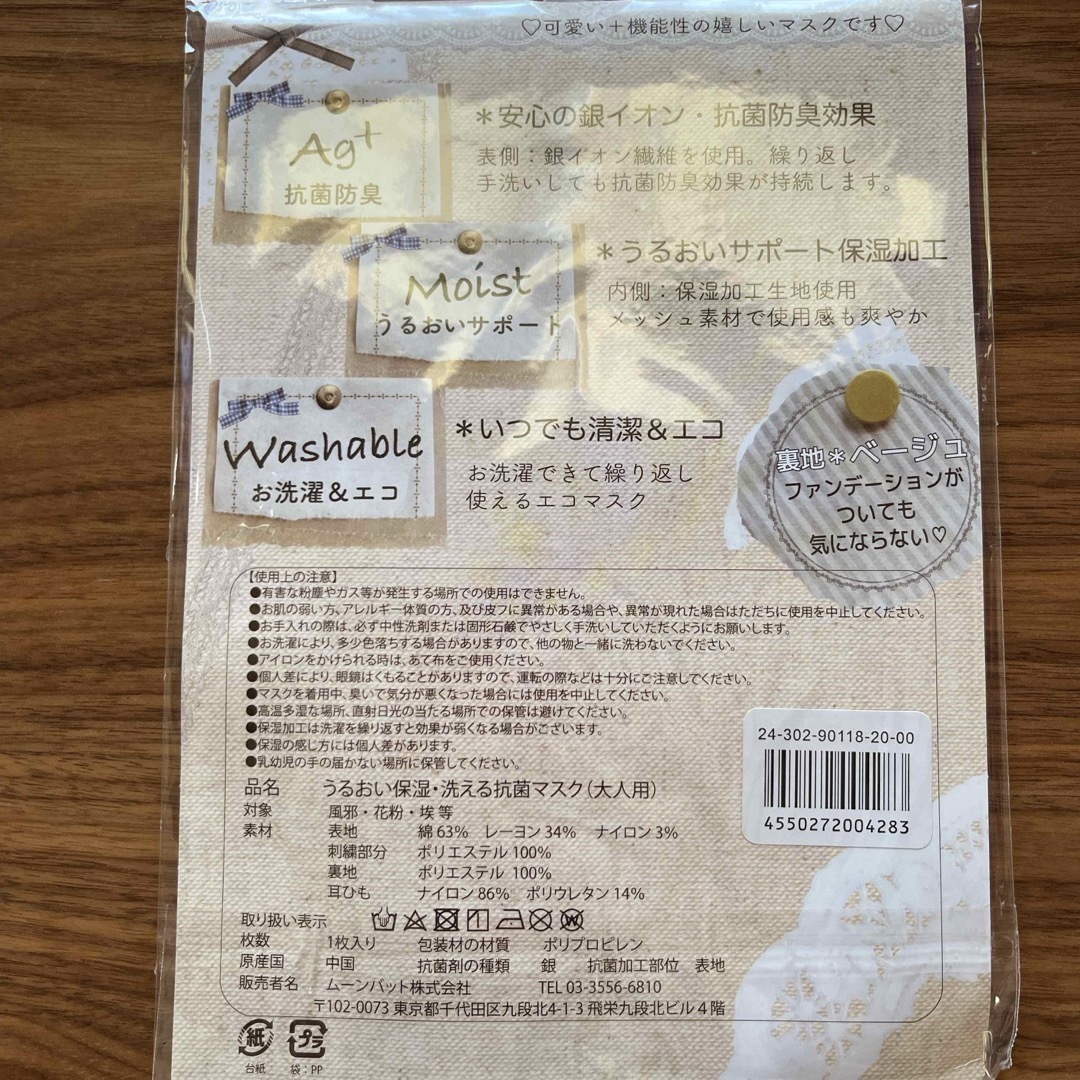 ♡可愛い＋機能性の嬉しいマスクです♡
Ag+
抗菌防臭
＊安心の銀イオン・抗菌防臭効果
表側：銀イオン繊維を使用。繰り返し
手洗いしても抗菌防臭効果が持続します。
Moist
うるおいサポート
＊うるおいサポート保湿加工
内側：保湿加工生地使用
メッシュ素材で使用感も爽やか
Washable
お洗濯＆エコ
＊いつでも清潔＆エコ
お洗濯できて繰り返し
使えるエコマスク
裏地＊ベージュ
ファンデーションが
ついても
気にならない♡
【使用上の注意】
●有害な粉塵やガス等が発生する場所での使用はできません。
●お肌の弱い方、アレルギー体質の方、及び皮フに異常がある場合や、異常が現れた場合はただちに使用を中止してください。
●お手入れの際は、必ず中性洗剤または固形石鹸でやさしく手洗いしていただくようにお願いします。
●お洗濯により、多少色落ちする場合がありますので、他の物と一緒に洗わないでください。
●アイロンをかけられる時は、あて布をご使用ください。
●個人差により、眼鏡はくもることがありますので、運転の際などは十分にご注意してください。
●マスクを着用中、臭いで気分が悪くなった場合には使用を中止してください。
●高温多湿な場所、直射日光の当たる場所での保管は避けてください。
●保湿加工は洗濯を繰り返すと効果が弱くなる場合がございます。
●保湿の感じ方には個人差があります。
●乳幼児の手の届かない場所に保管してください。
品名 うるおい保湿・洗える抗菌マスク（大人用）
対象 風邪・花粉・埃 等
素材 表地 綿 63% レーヨン 34% ナイロン 3%
刺繍部分 ポリエステル 100%
裏地 ポリエステル 100%
耳ひも ナイロン 86% ポリウレタン 14%
取り扱い表示
枚数 1枚入り 包装材の材質 ポリプロピレン
原産国 中国 抗菌剤の種類 銀 抗菌加工部位 表地
販売者名 ムーンバット株式会社 TEL 03-3556-6810
〒102-0073 東京都千代田区九段北4-1-3 飛栄九段北ビル 4 階
24-302-90118-20-00
4550272004283
紙
台紙
プラ
袋：PP